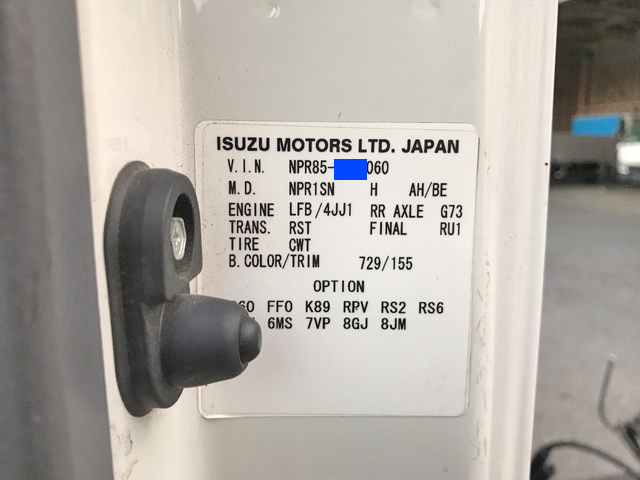 ISUZU MOTORS LTD. JAPAN
V.I.N. NPR85- 060
M.D. NPR1SN H AH/BE
ENGINE LFB/4JJ1 RR AXLE G73
TRANS. RST FINAL RU1
TIRE CWT
B.COLOR/TRIM 729/155
OPTION
FF0 K89 RPV RS2 RS6
6MS 7VP 8GJ 8JM